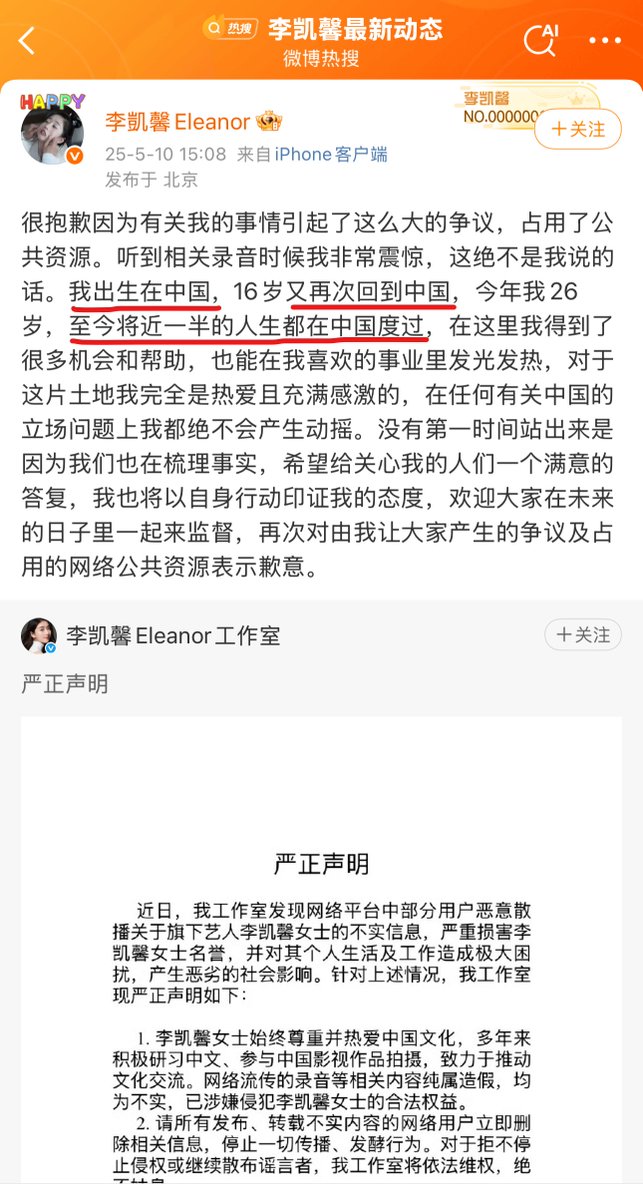 热搜
李凯馨最新动态
微博热搜
AI
HAPPY
李凯馨Eleanor
李凯馨
NO.000000
+关注
25-5-10 15:08 来自iPhone客户端
发布于 北京
很抱歉因为有关我的事情引起了这么大的争议，占用了公
共资源。听到相关录音时候我非常震惊，这绝不是我说的
话。我出生在中国，16岁又再次回到中国，今年我26
岁，至今将近一半的人生都在中国度过，在这里我得到了
很多机会和帮助，也能在我喜欢的事业里发光发热，对于
这片土地我完全是热爱且充满感激的，在任何有关中国的
立场问题上我都绝不会产生动摇。没有第一时间站出来是
因为我们也在梳理事实，希望给关心我的人们一个满意的
答复，我也将以自身行动印证我的态度，欢迎大家在未来
的日子里一起来监督，再次对由我让大家产生的争议及占
用的网络公共资源表示歉意。
李凯馨Eleanor工作室
+关注
严正声明
严正声明
近日，我工作室发现网络平台中部分用户恶意散
播关于旗下艺人李凯馨女士的不实信息，严重损害李
凯馨女士名誉，并对其个人生活及工作造成极大困
扰，产生恶劣的社会影响。针对上述情况，我工作室
现严正声明如下：
1. 李凯馨女士始终尊重并热爱中国文化，多年来
积极研习中文、参与中国影视作品拍摄，致力于推动
文化交流。网络流传的录音等相关内容纯属造假，均
为不实，已涉嫌侵犯李凯馨女士的合法权益。
2. 请所有发布、转载不实内容的网络用户立即删
除相关信息，停止一切传播、发酵行为。对于拒不停
止侵权或继续散布谣言者，我工作室将依法维权，绝